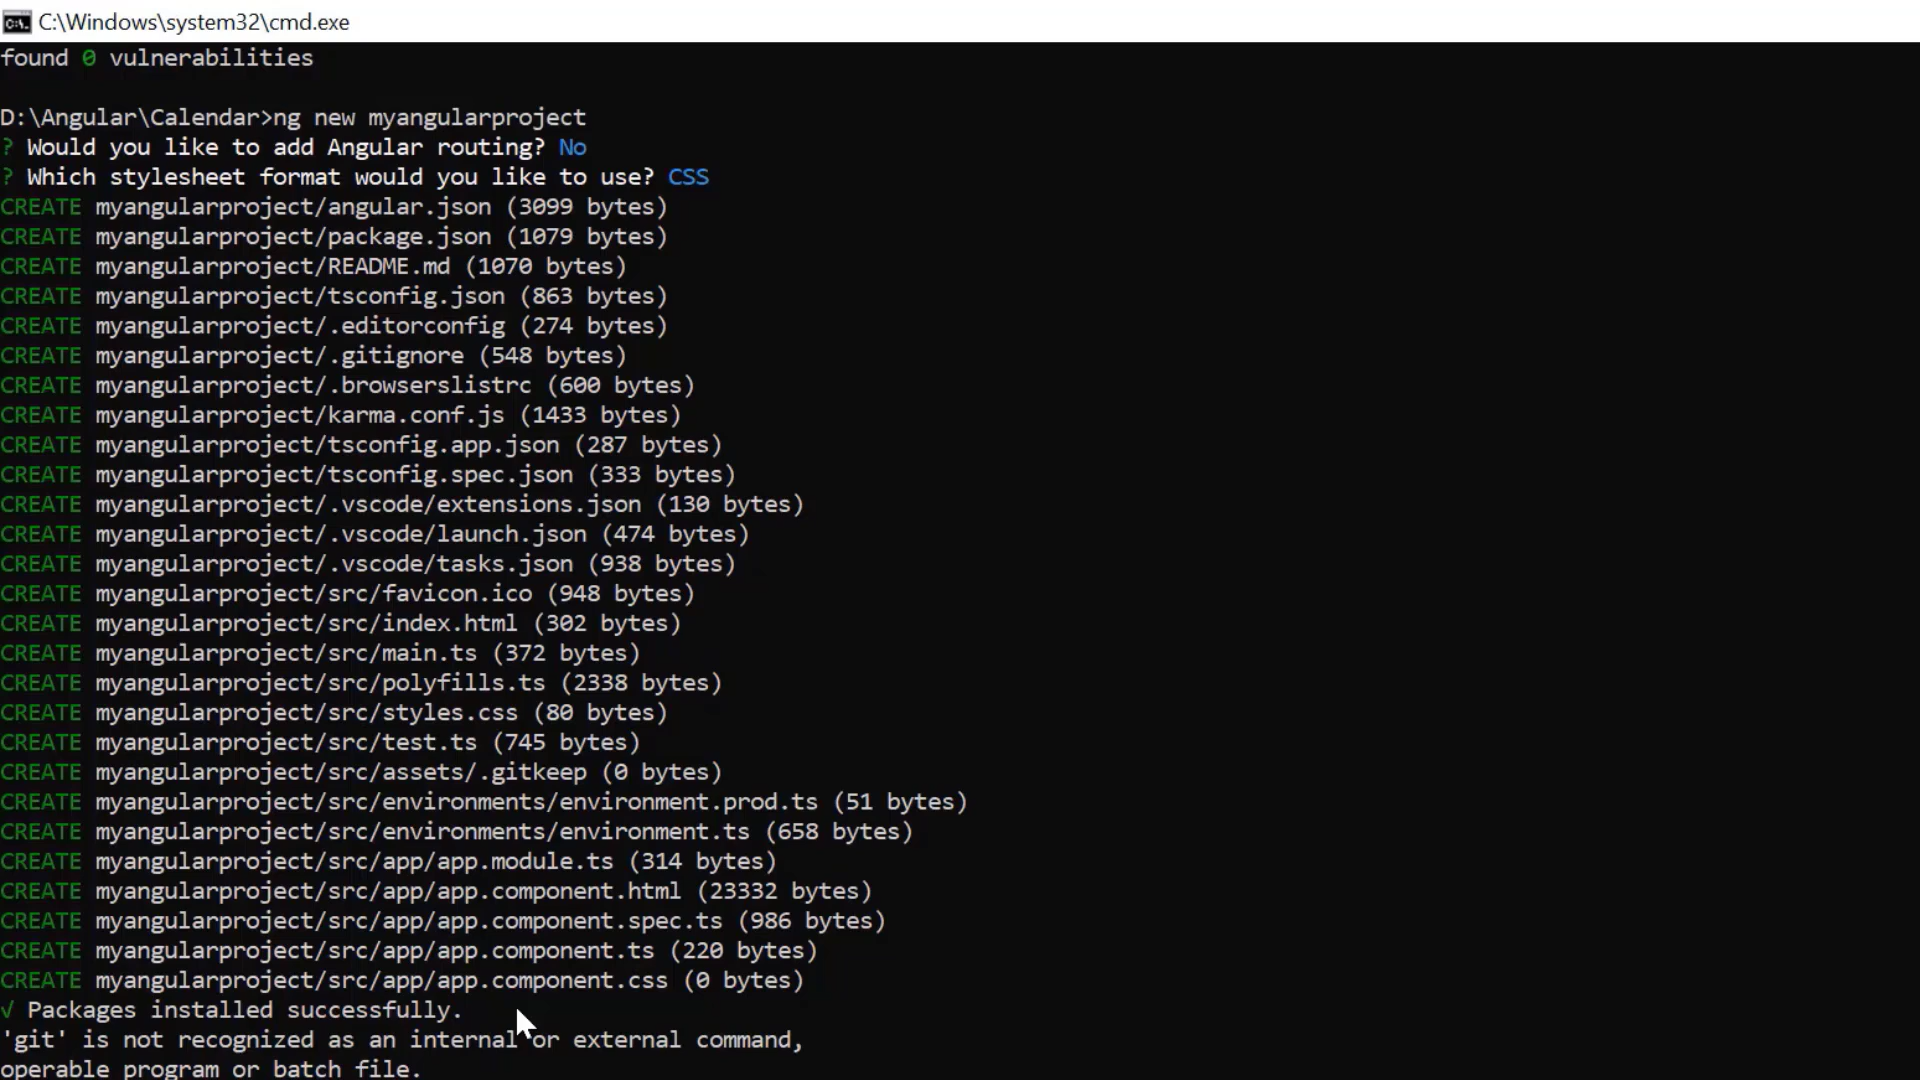 C:\Windows\system32\cmd.exe
found 0 vulnerabilities
D:\Angular\Calendar>ng new myangularproject
? Would you like to add Angular routing? No
? Which stylesheet format would you like to use? CSS
CREATE myangularproject/angular.json (3099 bytes)
CREATE myangularproject/package.json (1079 bytes)
CREATE myangularproject/README.md (1070 bytes)
CREATE myangularproject/tsconfig.json (863 bytes)
CREATE myangularproject/.editorconfig (274 bytes)
CREATE myangularproject/.gitignore (548 bytes)
CREATE myangularproject/.browserslistrc (600 bytes)
CREATE myangularproject/karma.conf.js (1433 bytes)
CREATE myangularproject/tsconfig.app.json (287 bytes)
CREATE myangularproject/tsconfig.spec.json (333 bytes)
CREATE myangularproject/.vscode/extensions.json (130 bytes)
CREATE myangularproject/.vscode/launch.json (474 bytes)
CREATE myangularproject/.vscode/tasks.json (938 bytes)
CREATE myangularproject/src/favicon.ico (948 bytes)
CREATE myangularproject/src/index.html (302 bytes)
CREATE myangularproject/src/main.ts (372 bytes)
CREATE myangularproject/src/polyfills.ts (2338 bytes)
CREATE myangularproject/src/styles.css (80 bytes)
CREATE myangularproject/src/test.ts (745 bytes)
CREATE myangularproject/src/assets/.gitkeep (0 bytes)
CREATE myangularproject/src/environments/environment.prod.ts (51 bytes)
CREATE myangularproject/src/environments/environment.ts (658 bytes)
CREATE myangularproject/src/app/app.module.ts (314 bytes)
CREATE myangularproject/src/app/app.component.html (23332 bytes)
CREATE myangularproject/src/app/app.component.spec.ts (986 bytes)
CREATE myangularproject/src/app/app.component.ts (220 bytes)
CREATE myangularproject/src/app/app.component.css (0 bytes)
√ Packages installed successfully.
'git' is not recognized as an internal or external command,
operable program or batch file.